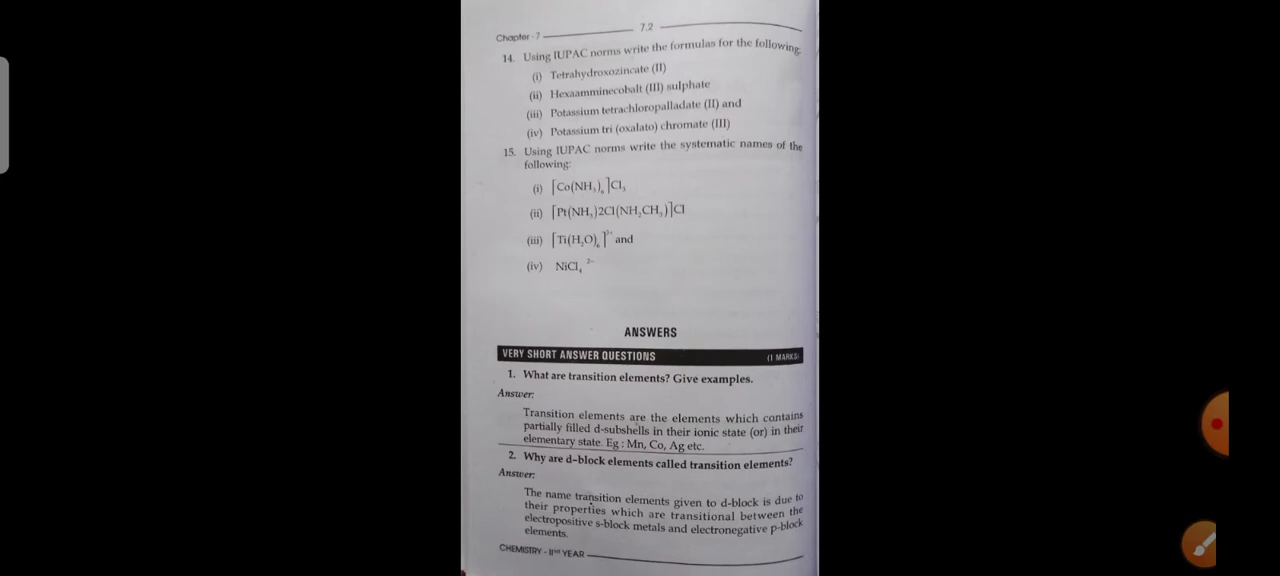 Chapter - 7 7.2
14. Using IUPAC norms write the formulas for the following:
(i) Tetrahydroxozincate (II)
(ii) Hexaamminecobalt (III) sulphate
(iii) Potassium tetrachloropalladate (II) and
(iv) Potassium tri (oxalato) chromate (III)
15. Using IUPAC norms write the systematic names of the
following:
(i) [Co(NH₃)₆]Cl₃
(ii) [Pt(NH₃)2Cl(NH₂CH₃)]Cl
(iii) [Ti(H₂O)₆]³⁺ and
(iv) NiCl₄ ²⁻
ANSWERS
VERY SHORT ANSWER QUESTIONS (1 MARKS)
1. What are transition elements? Give examples.
Answer:
Transition elements are the elements which contains
partially filled d-subshells in their ionic state (or) in their
elementary state. Eg : Mn, Co, Ag etc.
2. Why are d-block elements called transition elements?
Answer:
The name transition elements given to d-block is due to
their properties which are transitional between the
electropositive s-block metals and electronegative p-block
elements.
CHEMISTRY - IIᴺᴰ YEAR